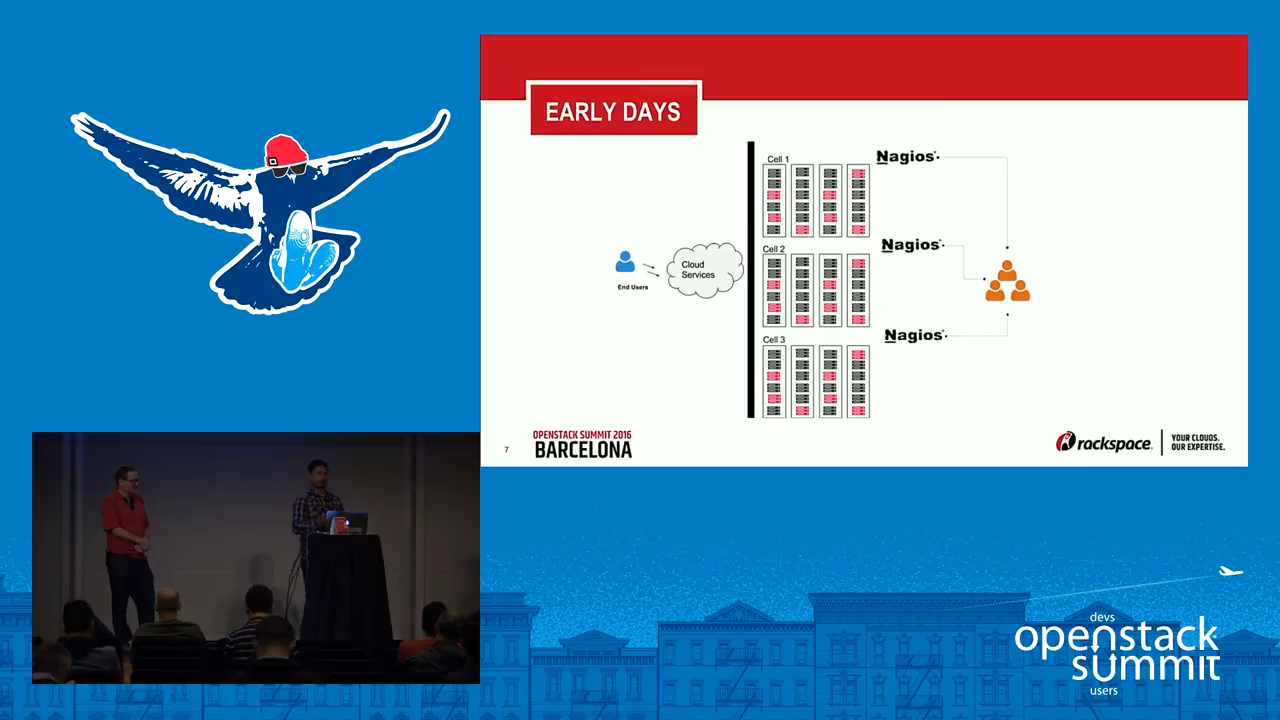 EARLY DAYS
Cell 1
Nagios®
Cell 2
Nagios®
Cloud
Services
End Users
Cell 3
Nagios®
7
OPENSTACK SUMMIT 2016
BARCELONA
rackspace®
YOUR CLOUDS.
OUR EXPERTISE.
devs
openstack
summit
users